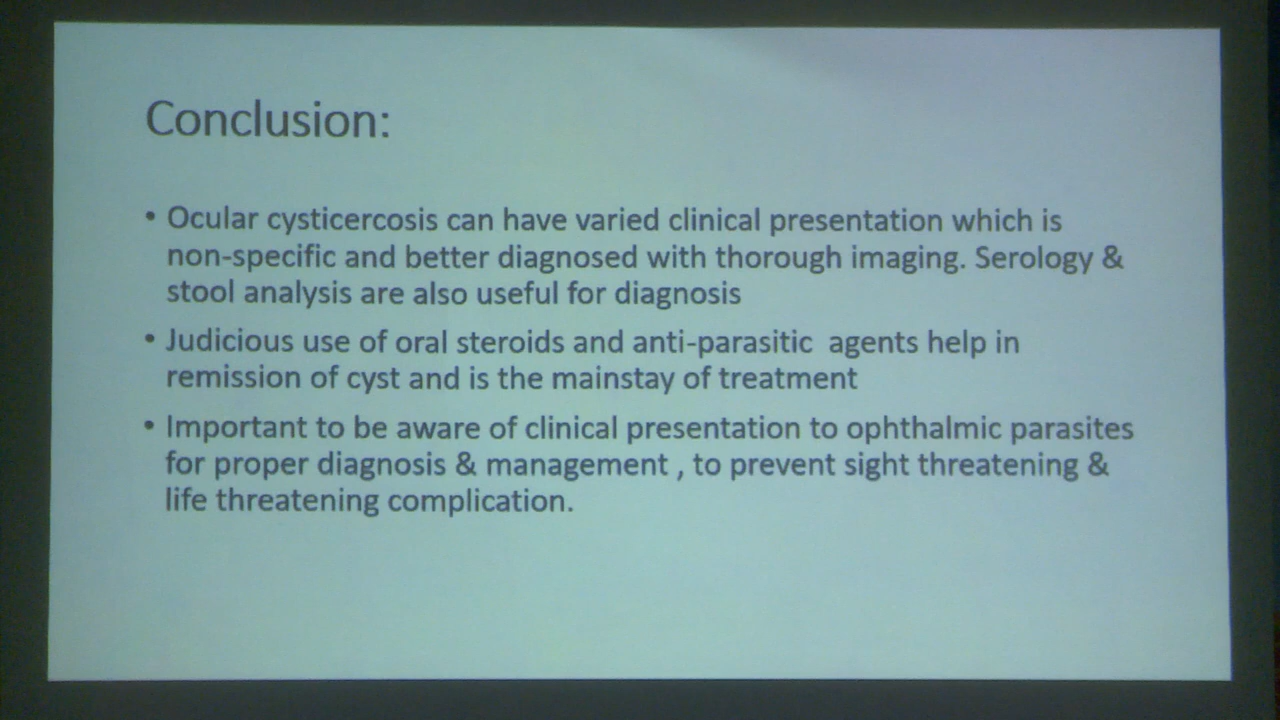 Conclusion:
• Ocular cysticercosis can have varied clinical presentation which is
non-specific and better diagnosed with thorough imaging. Serology &
stool analysis are also useful for diagnosis
• Judicious use of oral steroids and anti-parasitic  agents help in
remission of cyst and is the mainstay of treatment
• Important to be aware of clinical presentation to ophthalmic parasites
for proper diagnosis & management , to prevent sight threatening &
life threatening complication.